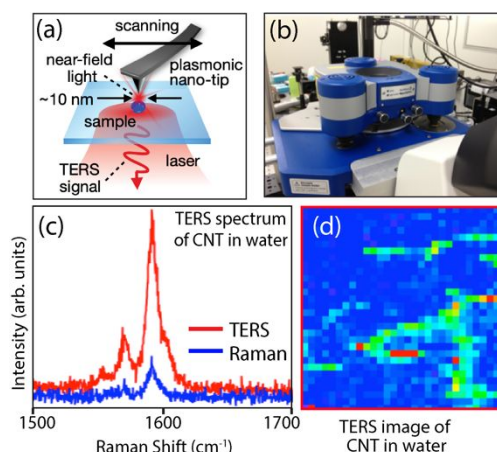 (a)
scanning
near-field
light
plasmonic
nano-tip
~10 nm
sample
TERS
signal
laser
(b)
(c)
TERS spectrum
of CNT in water
TERS
Raman
Intensity (arb. units)
1500
1600
1700
Raman Shift (cm⁻¹)
(d)
TERS image of
CNT in water